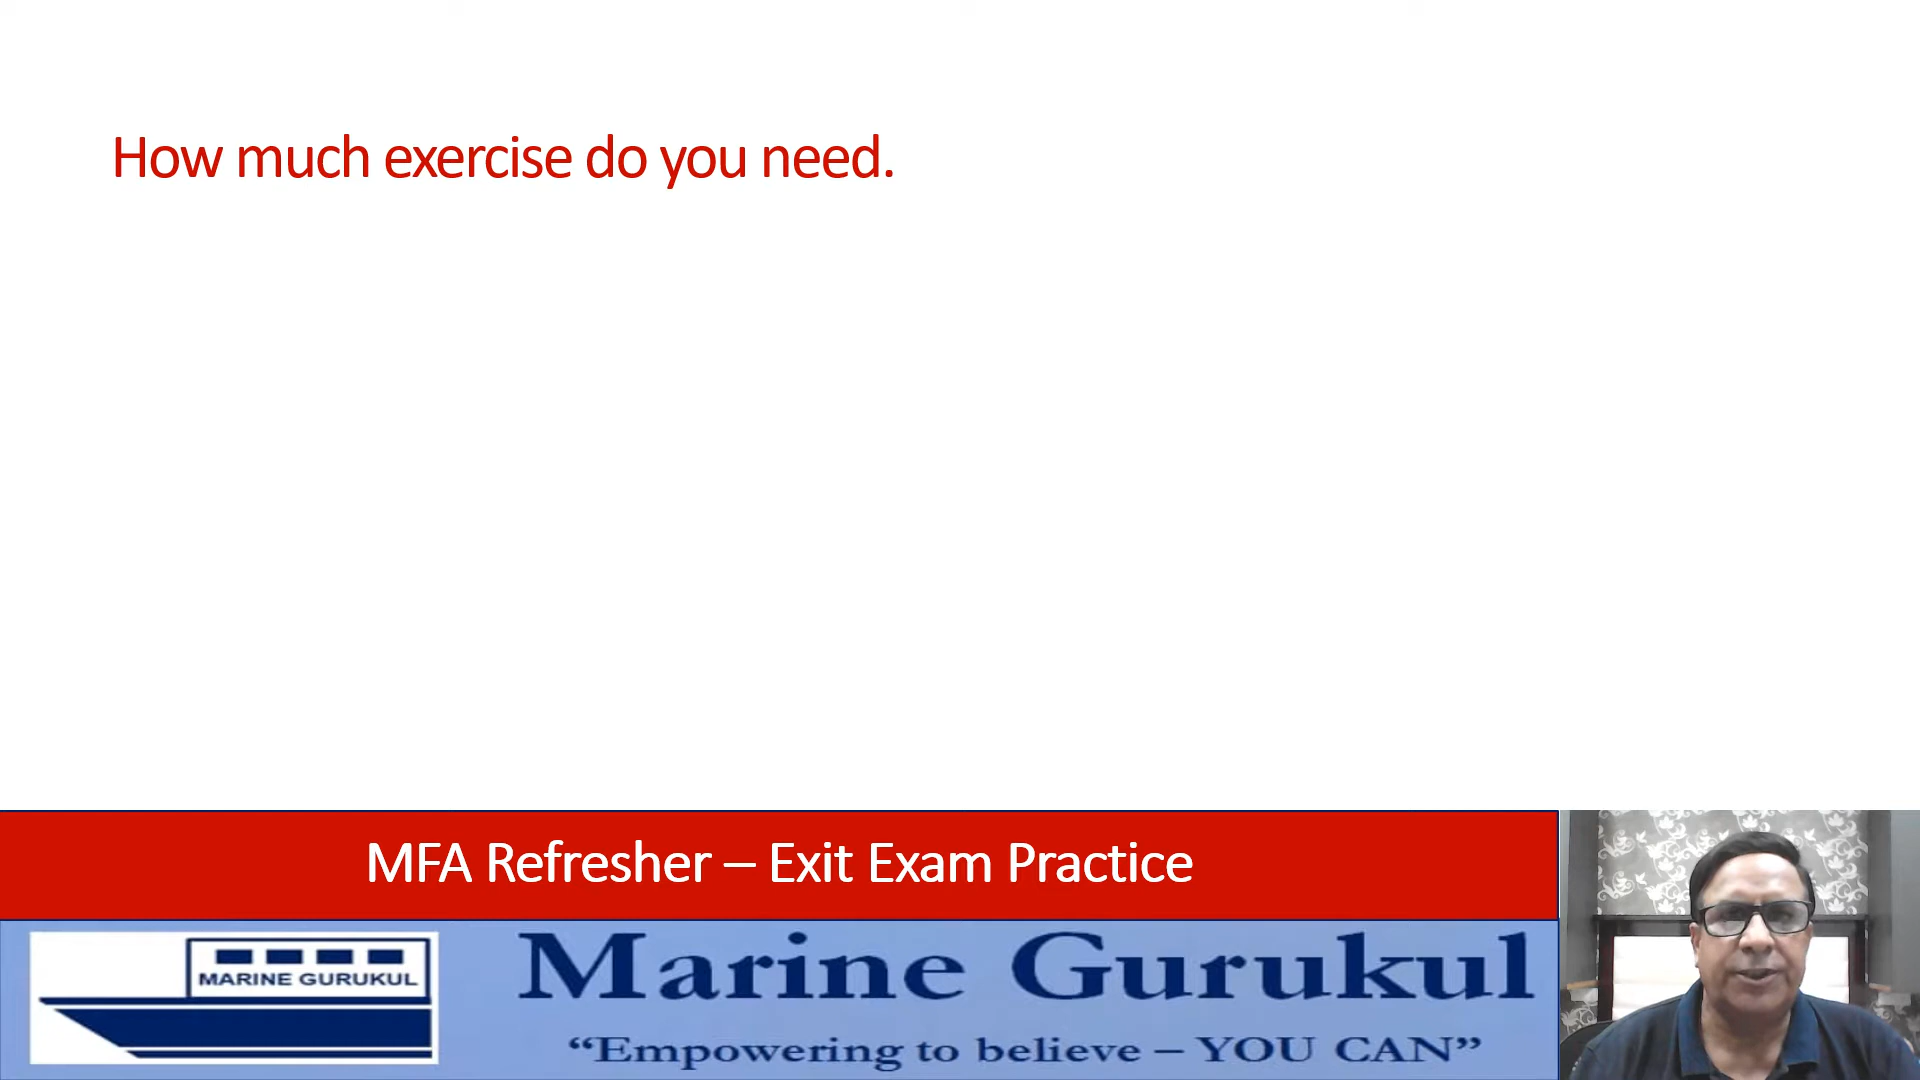 How much exercise do you need.
MFA Refresher – Exit Exam Practice
MARINE GURUKUL
Marine Gurukul
“Empowering to believe – YOU CAN”